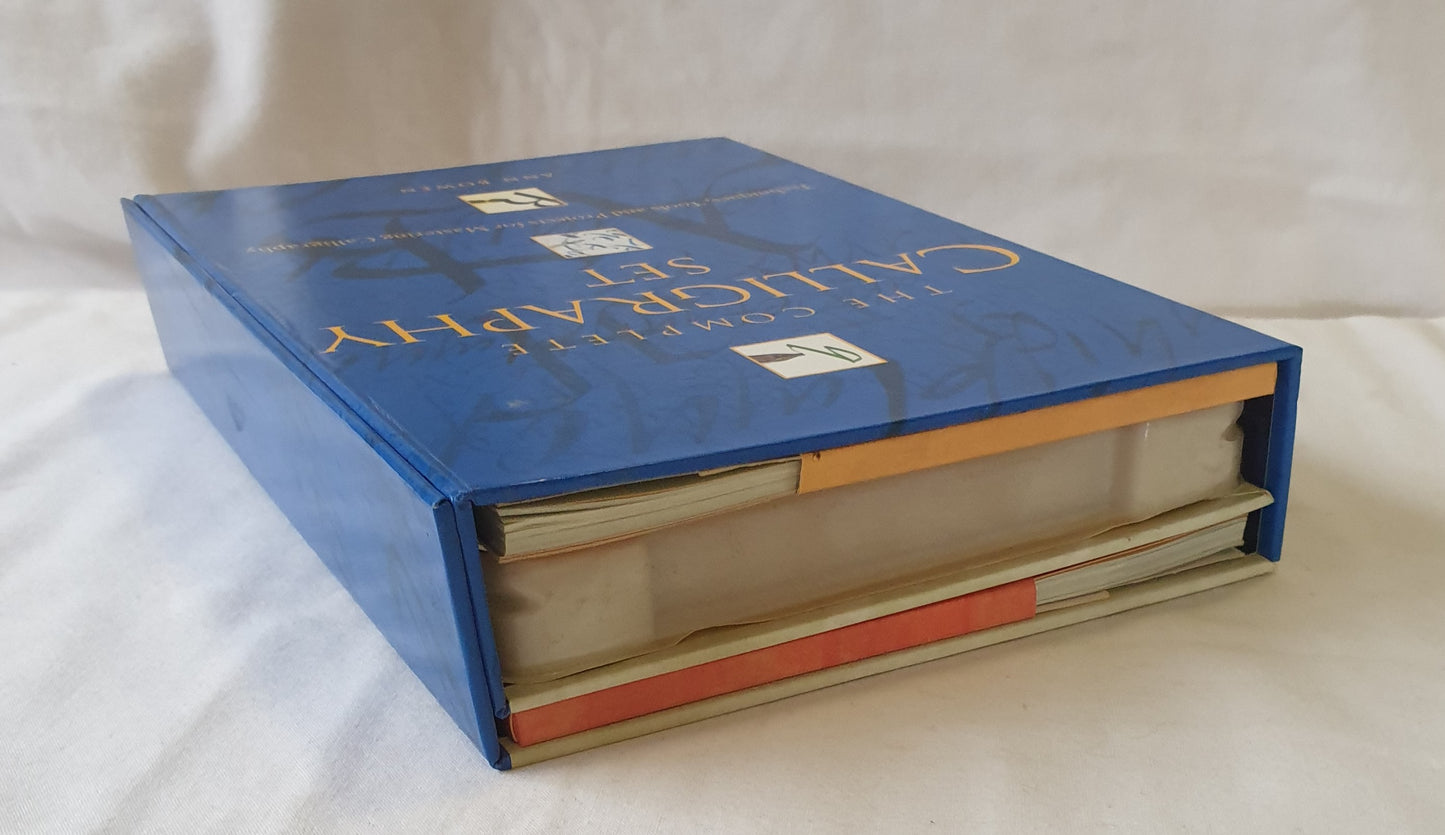 THE COMPLETE
CALLIGRAPHY
SET
Techniques, Tools and Projects for Mastering Calligraphy
ANN BOWEN